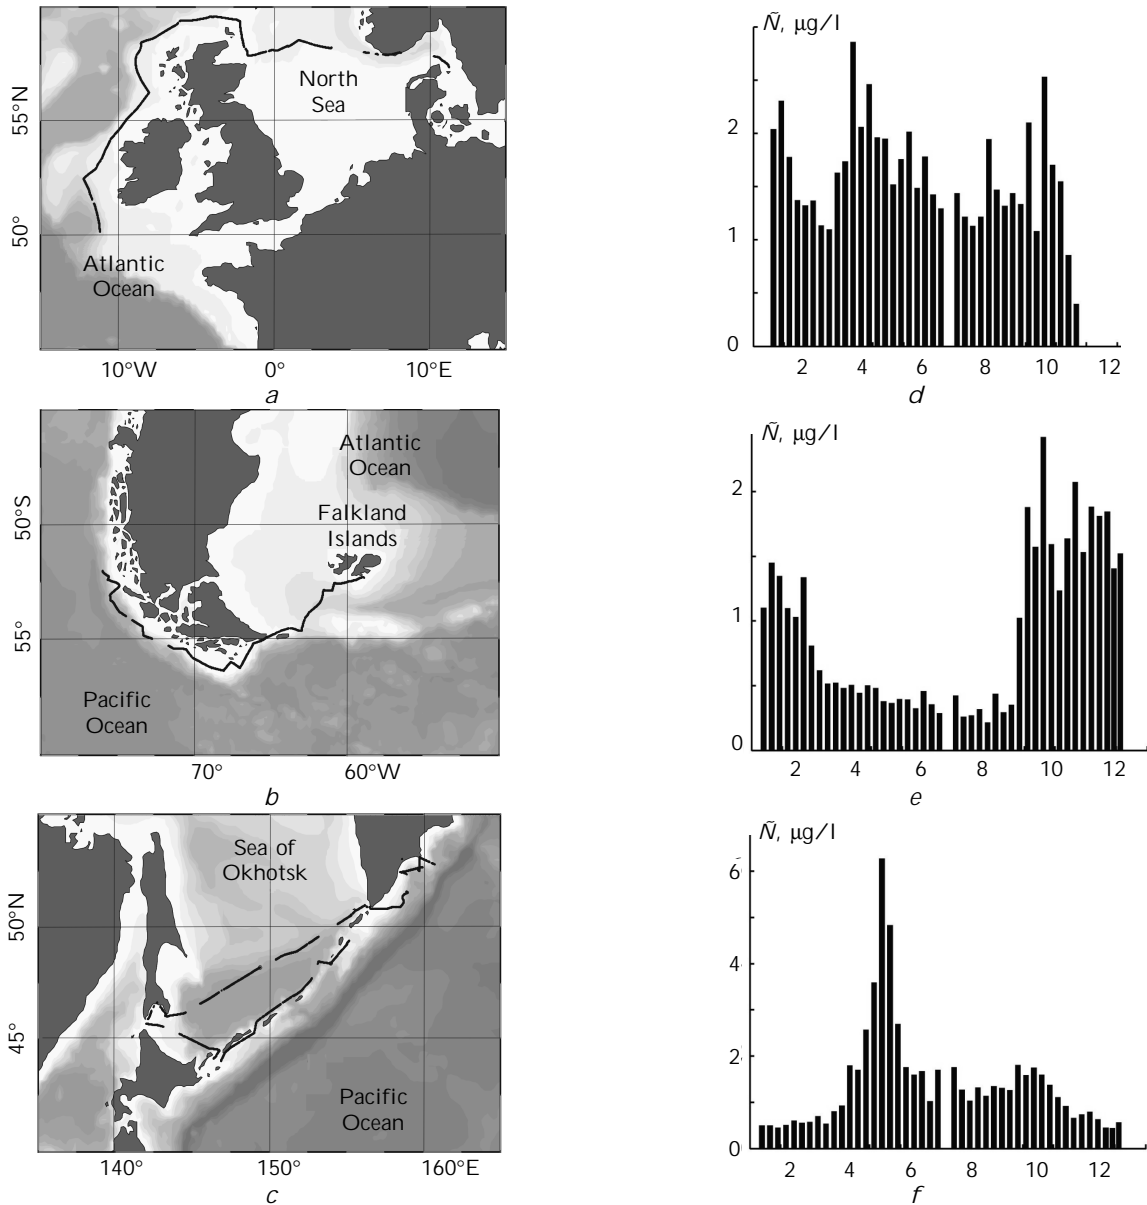 North
Sea
Atlantic
Ocean
55°N
50°
10°W 0° 10°E
a
Ñ, µg/l
2
1
0
2 4 6 8 10 12
d
Atlantic
Ocean
Falkland
Islands
Pacific
Ocean
50°S
55°
70° 60°W
b
Ñ, µg/l
2
1
0
2 4 6 8 10 12
e
Sea of
Okhotsk
Pacific
Ocean
50°N
45°
140° 150° 160°E
c
Ñ, µg/l
6
4
2
0
2 4 6 8 10 12
f